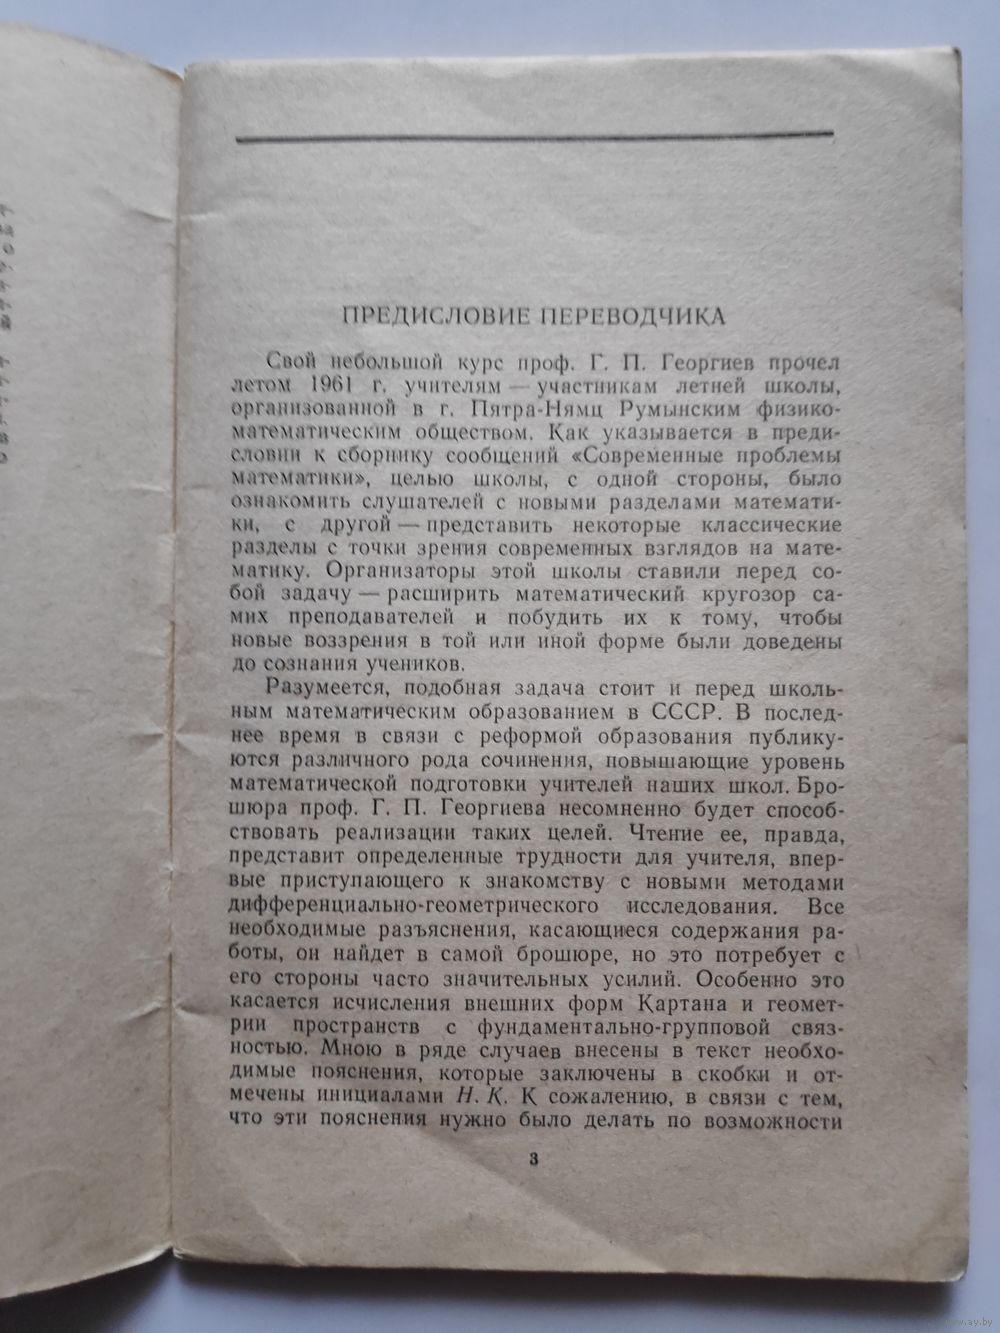 ПРЕДИСЛОВИЕ ПЕРЕВОДЧИКА
Свой небольшой курс проф. Г. П. Георгиев прочел
летом 1961 г. учителям — участникам летней школы,
организованной в г. Пятра-Нямц Румынским физико-
математическим обществом. Как указывается в преди-
словии к сборнику сообщений «Современные проблемы
математики», целью школы, с одной стороны, было
ознакомить слушателей с новыми разделами математи-
ки, с другой — представить некоторые классические
разделы с точки зрения современных взглядов на мате-
матику. Организаторы этой школы ставили перед со-
бой задачу — расширить математический кругозор са-
мих преподавателей и побудить их к тому, чтобы
новые воззрения в той или иной форме были доведены
до сознания учеников.
Разумеется, подобная задача стоит и перед школь-
ным математическим образованием в СССР. В послед-
нее время в связи с реформой образования публику-
ются различного рода сочинения, повышающие уровень
математической подготовки учителей наших школ. Бро-
шюра проф. Г. П. Георгиева несомненно будет способ-
ствовать реализации таких целей. Чтение ее, правда,
представит определенные трудности для учителя, впер-
вые приступающего к знакомству с новыми методами
дифференциально-геометрического исследования. Все
необходимые разъяснения, касающиеся содержания ра-
боты, он найдет в самой брошюре, но это потребует с
его стороны часто значительных усилий. Особенно это
касается исчисления внешних форм Картана и геомет-
рии пространств с фундаментально-групповой связ-
ностью. Мною в ряде случаев внесены в текст необхо-
димые пояснения, которые заключены в скобки и от-
мечены инициалами Н. К. К сожалению, в связи с тем,
что эти пояснения нужно было делать по возможности
3
www.ay.by